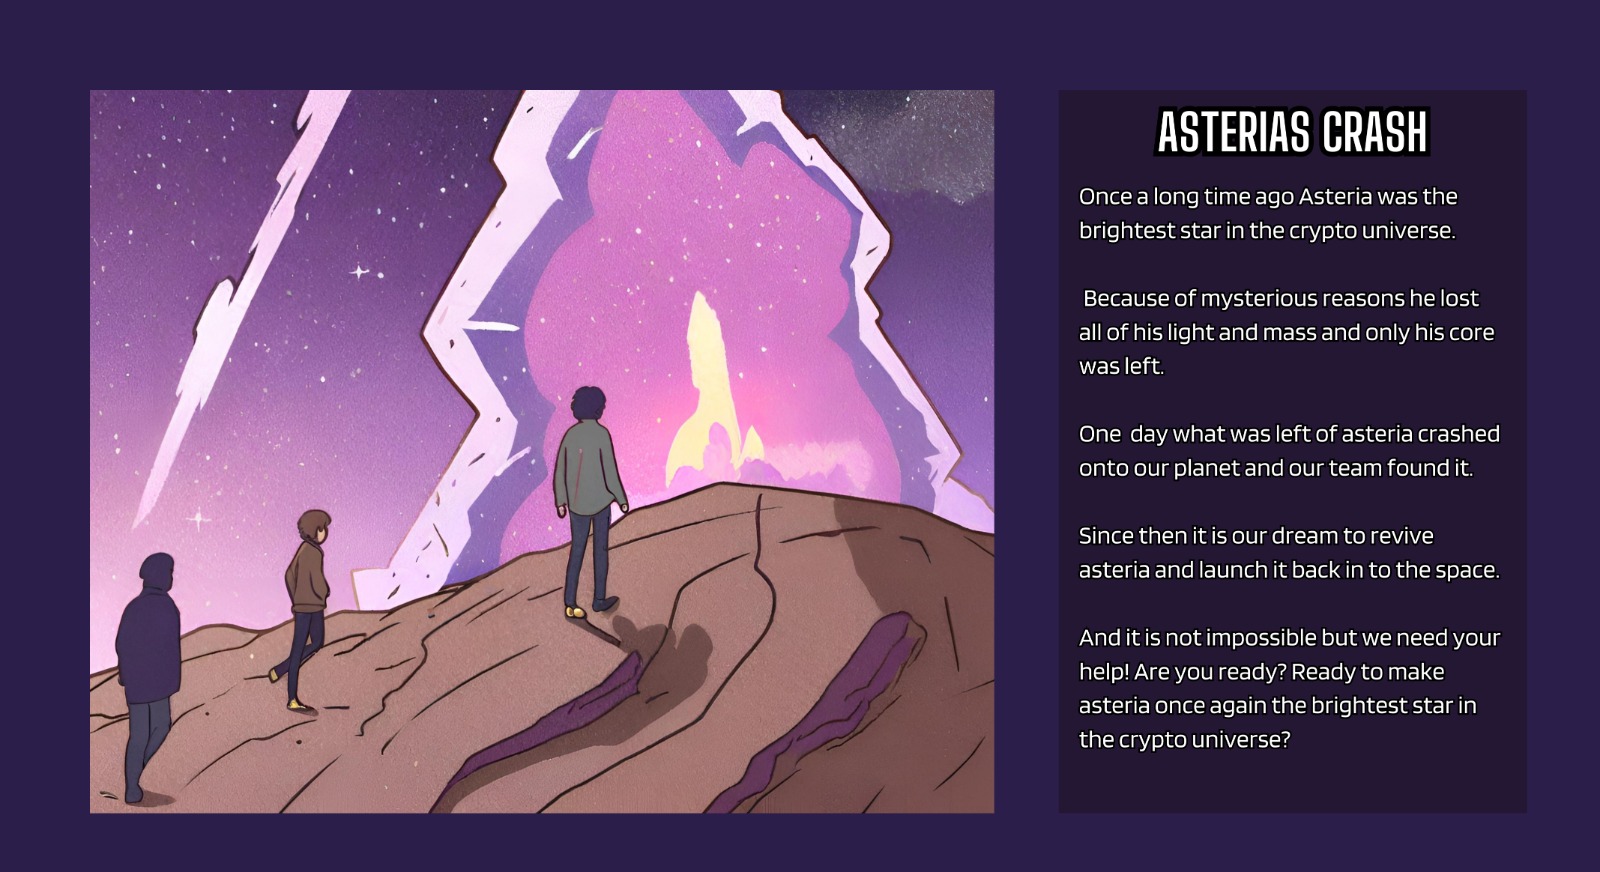 ASTERIAS CRASH
Once a long time ago Asteria was the
brightest star in the crypto universe.
Because of mysterious reasons he lost
all of his light and mass and only his core
was left.
One  day what was left of asteria crashed
onto our planet and our team found it.
Since then it is our dream to revive
asteria and launch it back in to the space.
And it is not impossible but we need your
help! Are you ready? Ready to make
asteria once again the brightest star in
the crypto universe?